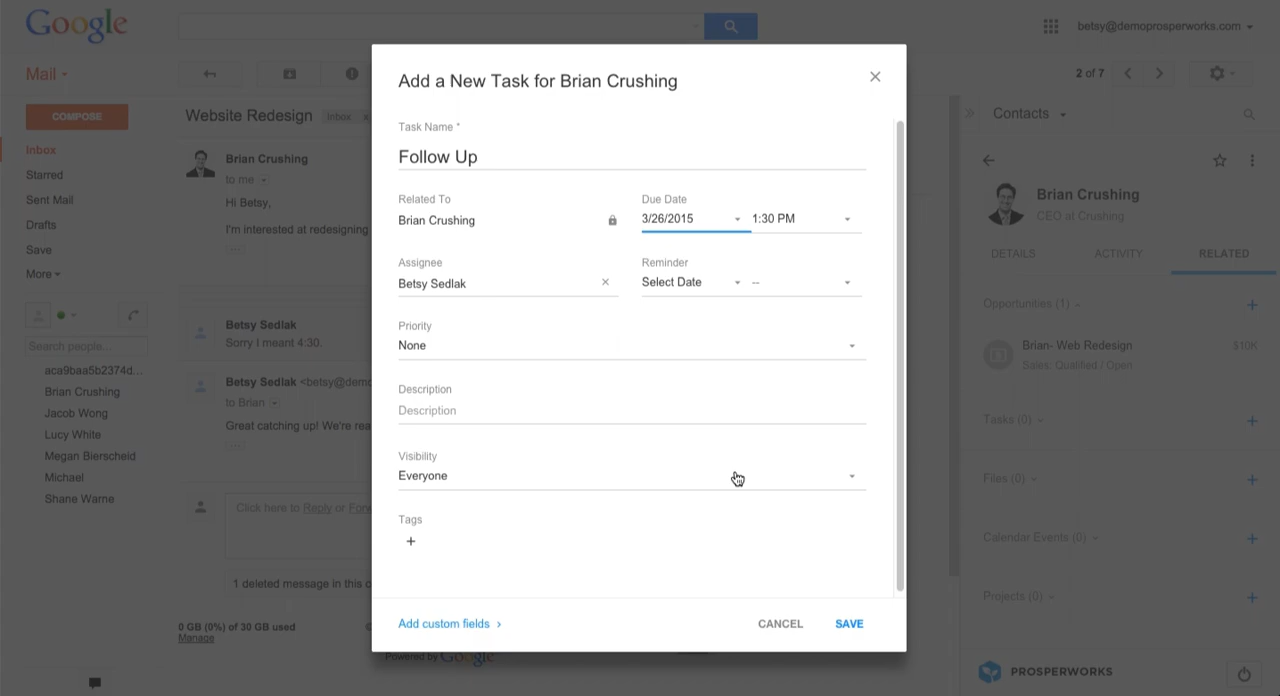 Google
betsy@demoprosperworks.com
Mail
2 of 7
COMPOSE
Inbox
Starred
Sent Mail
Drafts
Save
More
Search people...
aca9baa5b2374d...
Brian Crushing
Jacob Wong
Lucy White
Megan Bierscheid
Michael
Shane Warne
Website Redesign
Inbox x
Brian Crushing
to me
Hi Betsy,
I'm interested at redesigning
Betsy Sedlak
Sorry I meant 4:30.
Betsy Sedlak <betsy@demo
to Brian
Great catching up! We're rea
Click here to Reply or Forw
1 deleted message in this c
0 GB (0%) of 30 GB used
Manage
Powered by Google
Add a New Task for Brian Crushing
Task Name *
Follow Up
Related To
Brian Crushing
Due Date
3/26/2015 1:30 PM
Assignee
Betsy Sedlak
Reminder
Select Date --
Priority
None
Description
Description
Visibility
Everyone
Tags
+
Add custom fields ›
CANCEL
SAVE
Contacts
Brian Crushing
CEO at Crushing
DETAILS
ACTIVITY
RELATED
Opportunities (1)
Brian- Web Redesign
$10K
Sales: Qualified / Open
Tasks (0)
Files (0)
Calendar Events (0)
Projects (0)
PROSPERWORKS